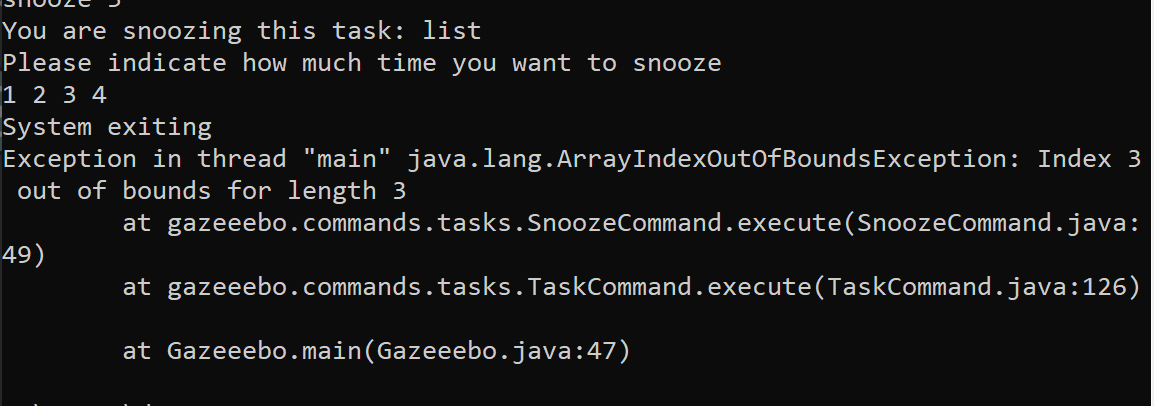 snooze 5
You are snoozing this task: list
Please indicate how much time you want to snooze
1 2 3 4
System exiting
Exception in thread "main" java.lang.ArrayIndexOutOfBoundsException: Index 3
 out of bounds for length 3
        at gazeeebo.commands.tasks.SnoozeCommand.execute(SnoozeCommand.java:
49)
        at gazeeebo.commands.tasks.TaskCommand.execute(TaskCommand.java:126)
        at Gazeeebo.main(Gazeeebo.java:47)